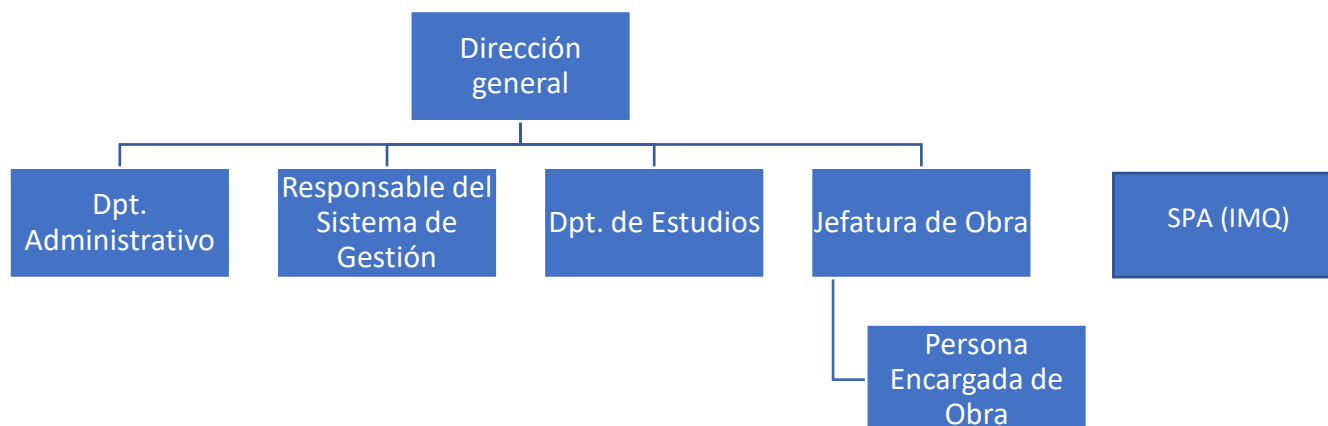 Dirección
general
Dpt.
Administrativo
Responsable del
Sistema de
Gestión
Dpt. de Estudios
Jefatura de Obra
SPA (IMQ)
Persona
Encargada de
Obra